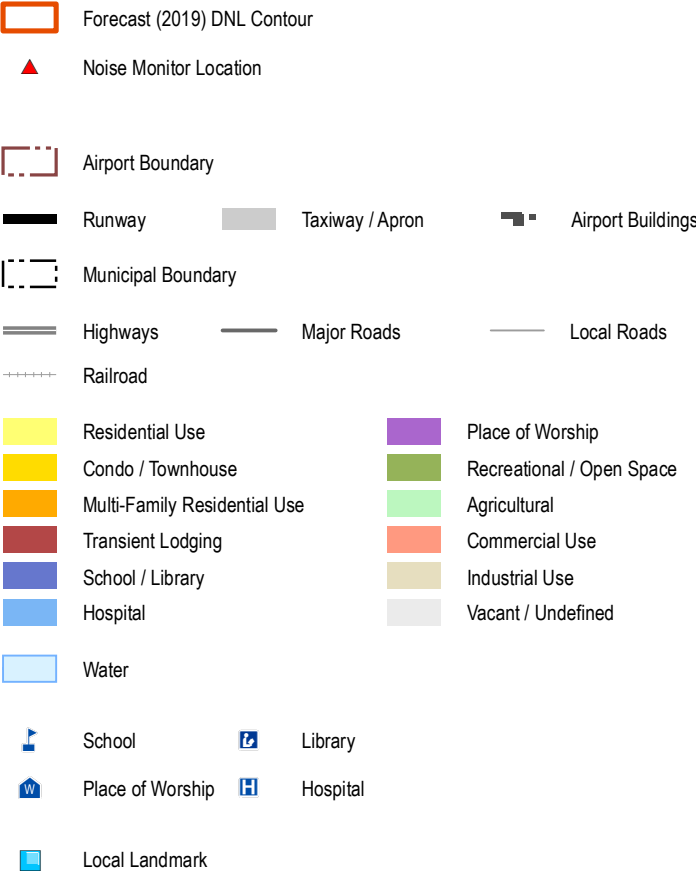 Forecast (2019) DNL Contour
Noise Monitor Location
Airport Boundary
Runway Taxiway / Apron Airport Buildings
Municipal Boundary
Highways Major Roads Local Roads
Railroad
Residential Use Place of Worship
Condo / Townhouse Recreational / Open Space
Multi-Family Residential Use Agricultural
Transient Lodging Commercial Use
School / Library Industrial Use
Hospital Vacant / Undefined
Water
School Library
W Place of Worship H Hospital
Local Landmark